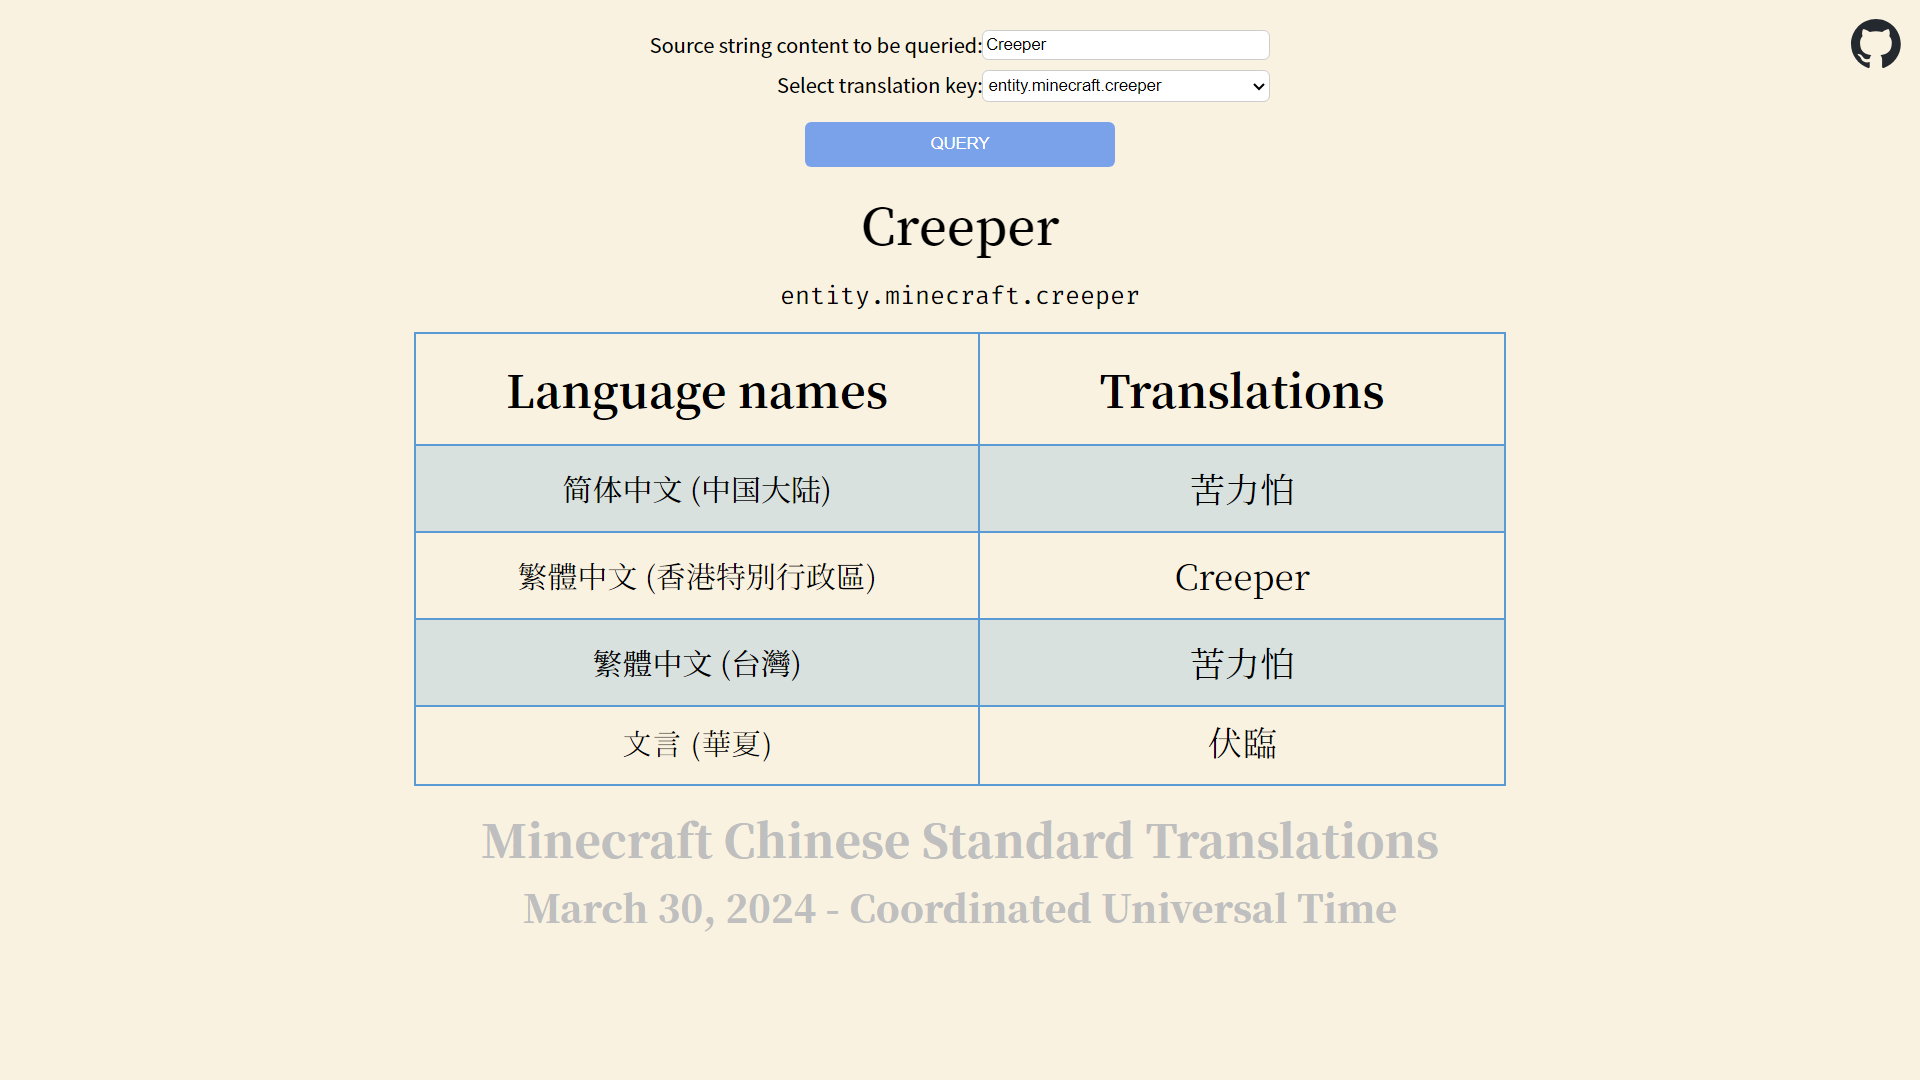 Source string content to be queried: Creeper
Select translation key: entity.minecraft.creeper
QUERY
Creeper
entity.minecraft.creeper
Language names Translations
简体中文 (中国大陆) 苦力怕
繁體中文 (香港特別行政區) Creeper
繁體中文 (台灣) 苦力怕
文言 (華夏) 伏臨
Minecraft Chinese Standard Translations
March 30, 2024 - Coordinated Universal Time